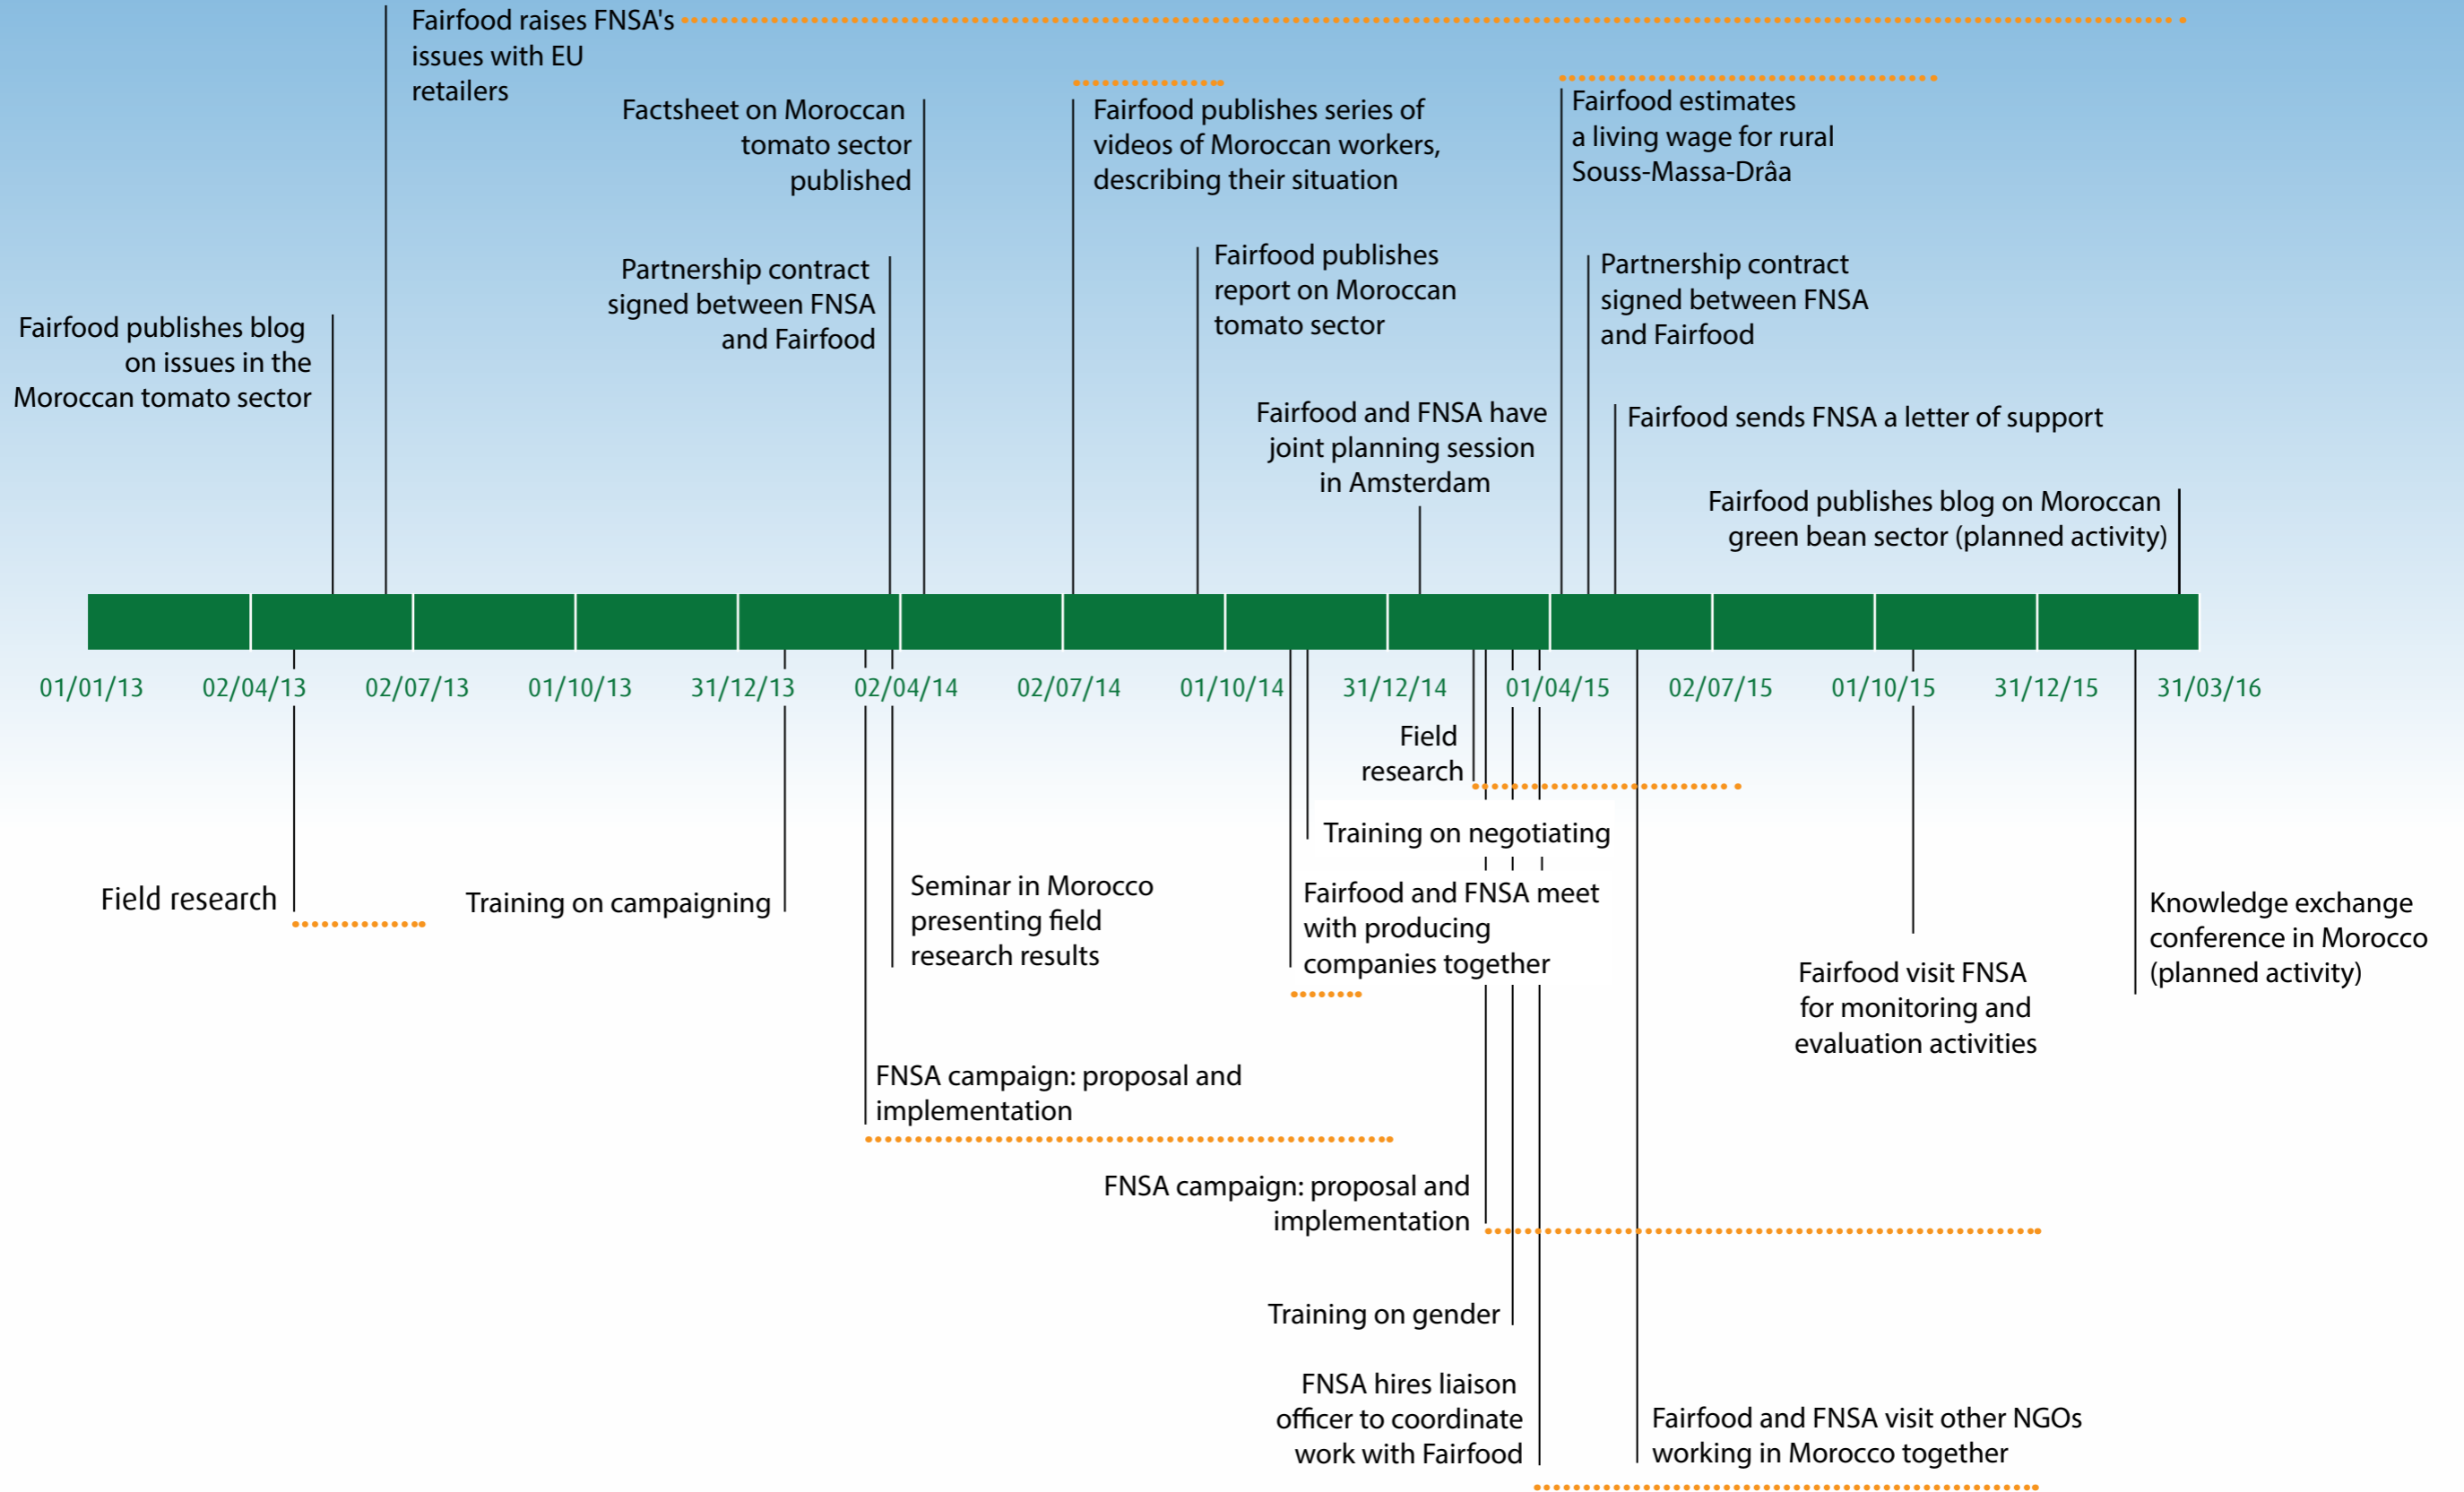 Fairfood raises FNSA's
issues with EU
retailers
Factsheet on Moroccan
tomato sector
published
Fairfood publishes series of
videos of Moroccan workers,
describing their situation
Fairfood estimates
a living wage for rural
Souss-Massa-Drâa
Partnership contract
signed between FNSA
and Fairfood
Fairfood publishes
report on Moroccan
tomato sector
Partnership contract
signed between FNSA
and Fairfood
Fairfood publishes blog
on issues in the
Moroccan tomato sector
Fairfood and FNSA have
joint planning session
in Amsterdam
Fairfood sends FNSA a letter of support
Fairfood publishes blog on Moroccan
green bean sector (planned activity)
01/01/13
02/04/13
02/07/13
01/10/13
31/12/13
02/04/14
02/07/14
01/10/14
31/12/14
01/04/15
02/07/15
01/10/15
31/12/15
31/03/16
Field
research
Training on negotiating
Field research
Training on campaigning
Seminar in Morocco
presenting field
research results
Fairfood and FNSA meet
with producing
companies together
Knowledge exchange
conference in Morocco
(planned activity)
Fairfood visit FNSA
for monitoring and
evaluation activities
FNSA campaign: proposal and
implementation
FNSA campaign: proposal and
implementation
Training on gender
FNSA hires liaison
officer to coordinate
work with Fairfood
Fairfood and FNSA visit other NGOs
working in Morocco together